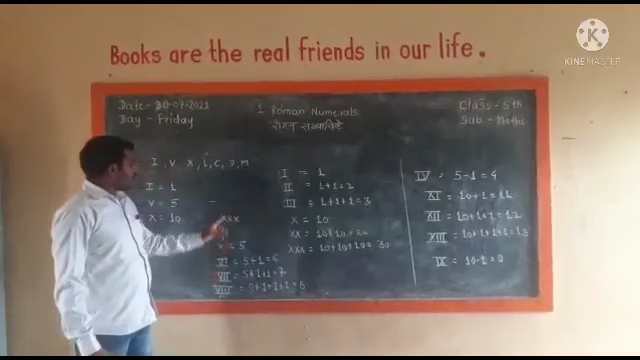 KINEMASTER
Books are the real friends in our life.
Date- 30-07-2021
Day - Friday
1. Roman Numerals
रोमन संख्यांक
Class- 5th
Sub - Maths
I, V X, L, C, D, M
I = 1
V = 5
X = 10
XXX
V = 5
VI = 5+1=6
VII = 5+1+1=7
VIII = 5+1+1+1=8
I = 1
II = 1+1=2
III = 1+1+1=3
X = 10
XX = 10+10=20
XXX = 10+10+10=30
IV = 5-1=4
XI = 10+1=11
XII = 10+1+1=12
XIII = 10+1+1+1=13
IX = 10-1=9